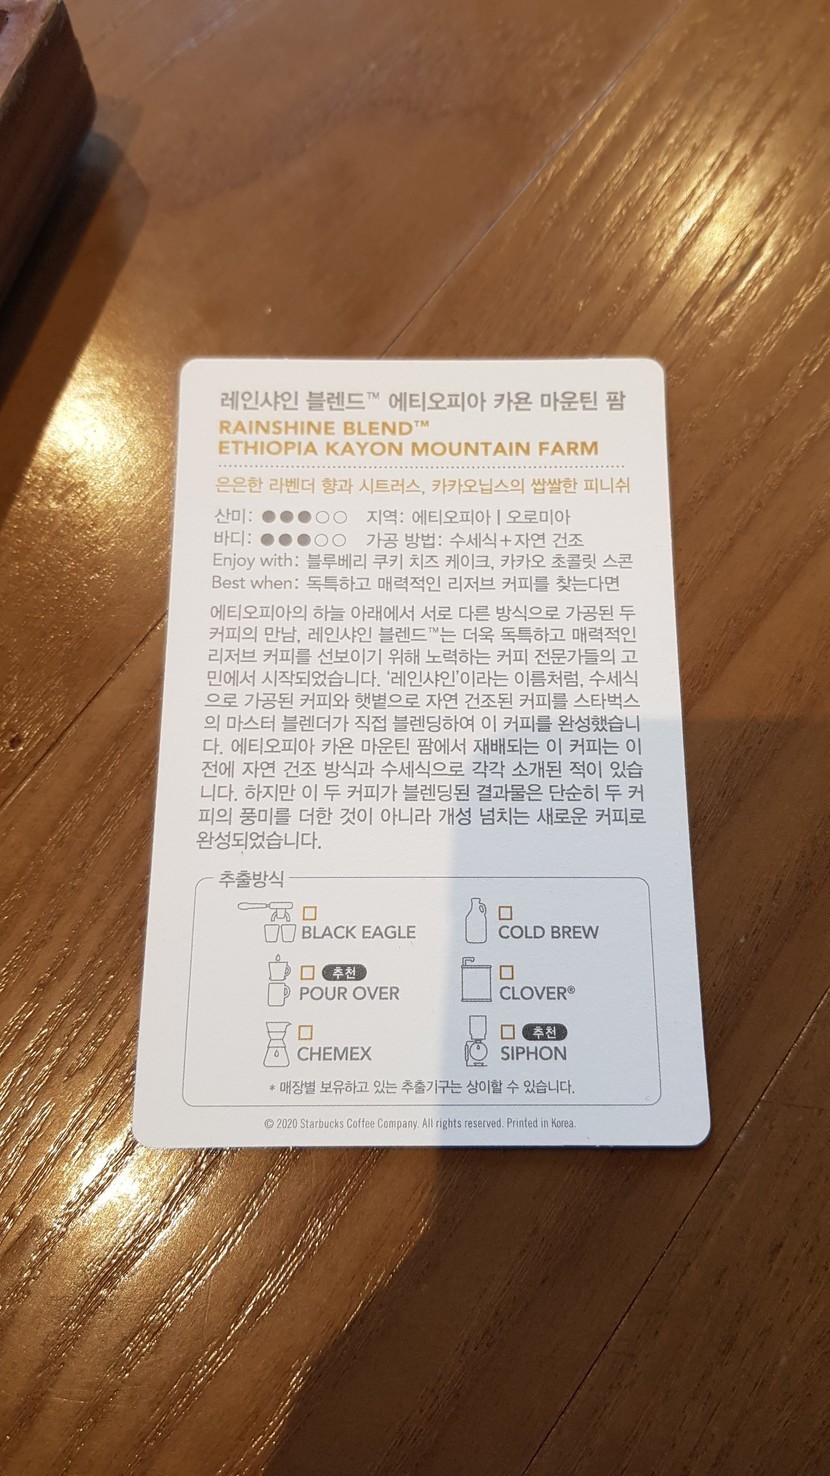 레인샤인 블렌드™ 에티오피아 카욘 마운틴 팜
RAINSHINE BLEND™
ETHIOPIA KAYON MOUNTAIN FARM
은은한 라벤더 향과 시트러스, 카카오닙스의 쌉쌀한 피니쉬
산미: ●●●○○ 지역: 에티오피아 | 오로미아
바디: ●●●○○ 가공 방법: 수세식+자연 건조
Enjoy with: 블루베리 쿠키 치즈 케이크, 카카오 초콜릿 스콘
Best when: 독특하고 매력적인 리저브 커피를 찾는다면
에티오피아의 하늘 아래에서 서로 다른 방식으로 가공된 두
커피의 만남, 레인샤인 블렌드™는 더욱 독특하고 매력적인
리저브 커피를 선보이기 위해 노력하는 커피 전문가들의 고
민에서 시작되었습니다. ‘레인샤인’이라는 이름처럼, 수세식
으로 가공된 커피와 햇볕으로 자연 건조된 커피를 스타벅스
의 마스터 블렌더가 직접 블렌딩하여 이 커피를 완성했습니
다. 에티오피아 카욘 마운틴 팜에서 재배되는 이 커피는 이
전에 자연 건조 방식과 수세식으로 각각 소개된 적이 있습
니다. 하지만 이 두 커피가 블렌딩된 결과물은 단순히 두 커
피의 풍미를 더한 것이 아니라 개성 넘치는 새로운 커피로
완성되었습니다.
추출방식
BLACK EAGLE
COLD BREW
추천
POUR OVER
CLOVER®
CHEMEX
추천
SIPHON
* 매장별 보유하고 있는 추출기구는 상이할 수 있습니다.
© 2020 Starbucks Coffee Company. All rights reserved. Printed in Korea.